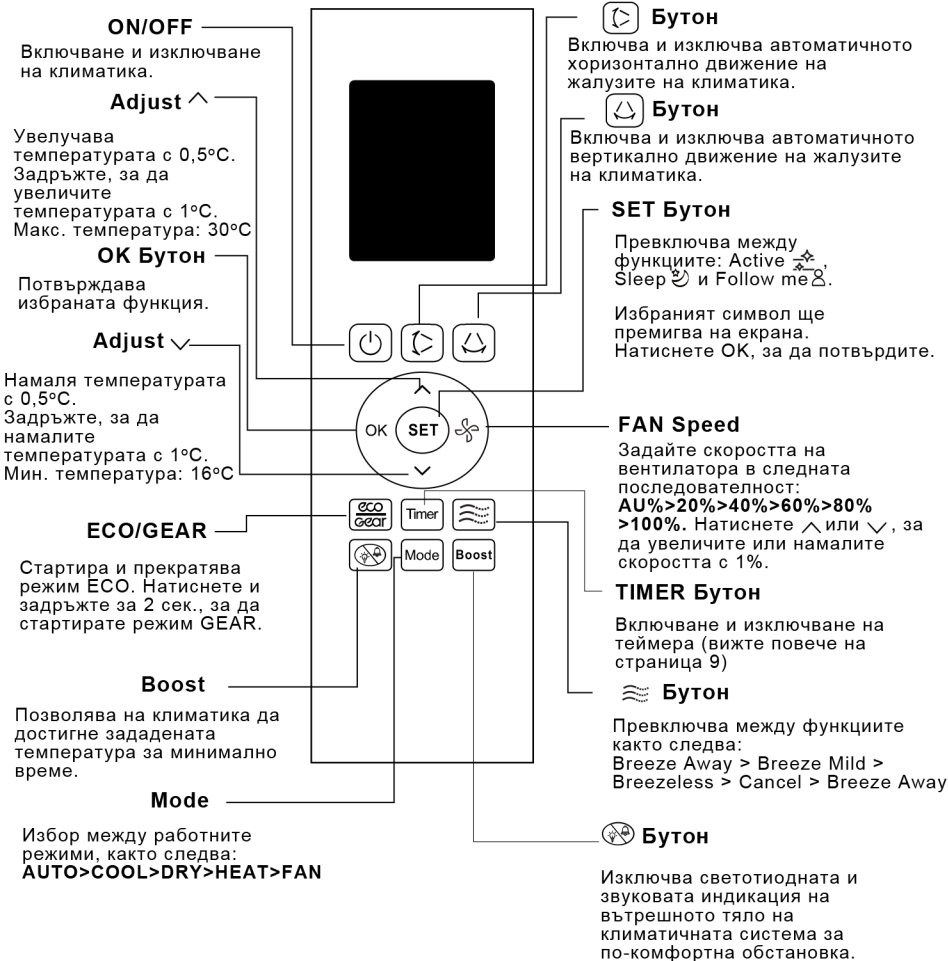 ON/OFF
Включване и изключване
на климатика.
Adjust ^
Увелучава
температурата с 0,5°C.
Задръжте, за да
увеличите
температурата с 1°C.
Макс. температура: 30°C
OK Бутон
Потвърждава
избраната функция.
Adjust ﹀
Намаля температурата
с 0,5°C.
Задръжте, за да
намалите
температурата с 1°C.
Мин. температура: 16°C
ECO/GEAR
Стартира и прекратява
режим ECO. Натиснете и
задръжте за 2 сек., за да
стартирате режим GEAR.
Boost
Позволява на климатика да
достигне зададената
температура за минимално
време.
Mode
Избор между работните
режими, както следва:
AUTO>COOL>DRY>HEAT>FAN
OK
SET
eco
Gear
Timer
Mode
Boost
Бутон
Включва и изключва автоматичното
хоризонтално движение на
жалузите на климатика.
Бутон
Включва и изключва автоматичното
вертикално движение на жалузите
на климатика.
SET Бутон
Превключва между
функциите: Active ,
Sleep и Follow me .
Избраният символ ще
премигва на екрана.
Натиснете OK, за да потвърдите.
FAN Speed
Задайте скоростта на
вентилатора в следната
последователност:
AU%>20%>40%>60%>80%
>100%. Натиснете ^ или ﹀, за
да увеличите или намалите
скоростта с 1%.
TIMER Бутон
Включване и изключване на
теймера (вижте повече на
страница 9)
Бутон
Превключва между функциите
както следва:
Breeze Away > Breeze Mild >
Breezeless > Cancel > Breeze Away
Бутон
Изключва светотиодната и
звуковата индикация на
вътрешното тяло на
климатичната система за
по-комфортна обстановка.